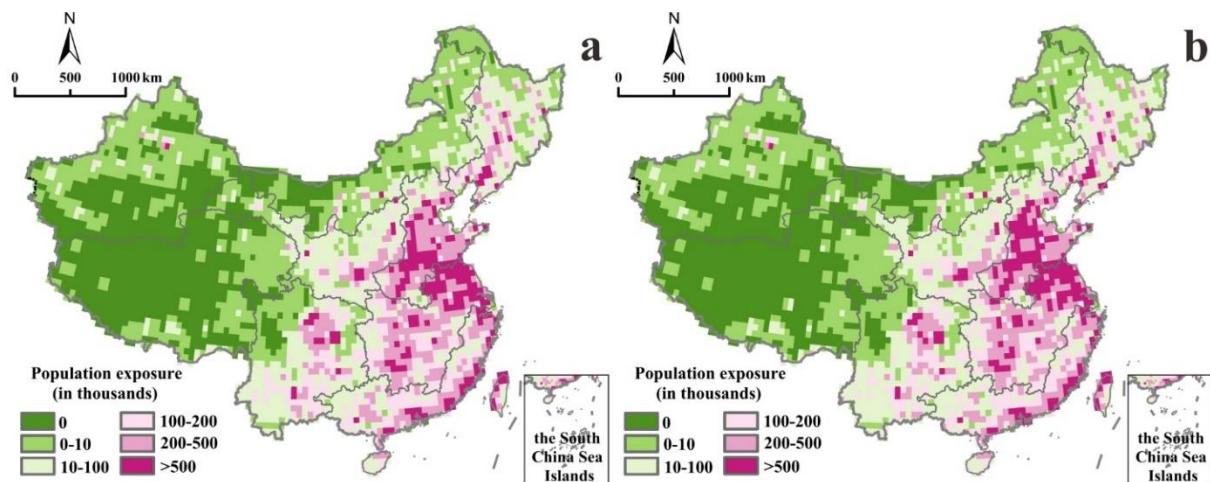 N
a
0 500 1000 km
Population exposure
(in thousands)
0
0-10
10-100
100-200
200-500
>500
the South
China Sea
Islands
N
b
0 500 1000 km
Population exposure
(in thousands)
0
0-10
10-100
100-200
200-500
>500
the South
China Sea
Islands